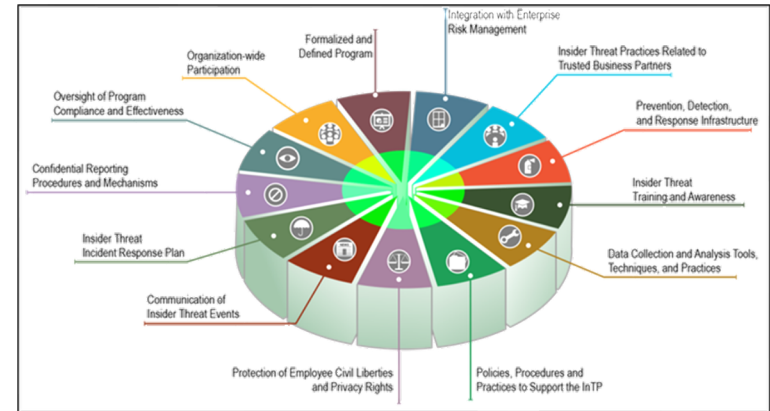 Integration with Enterprise
Risk Management
Formalized and
Defined Program
Insider Threat Practices Related to
Trusted Business Partners
Organization-wide
Participation
Oversight of Program
Compliance and Effectiveness
Prevention, Detection,
and Response Infrastructure
Confidential Reporting
Procedures and Mechanisms
Insider Threat
Training and Awareness
Insider Threat
Incident Response Plan
Data Collection and Analysis Tools,
Techniques, and Practices
Communication of
Insider Threat Events
Protection of Employee Civil Liberties
and Privacy Rights
Policies, Procedures and
Practices to Support the InTP